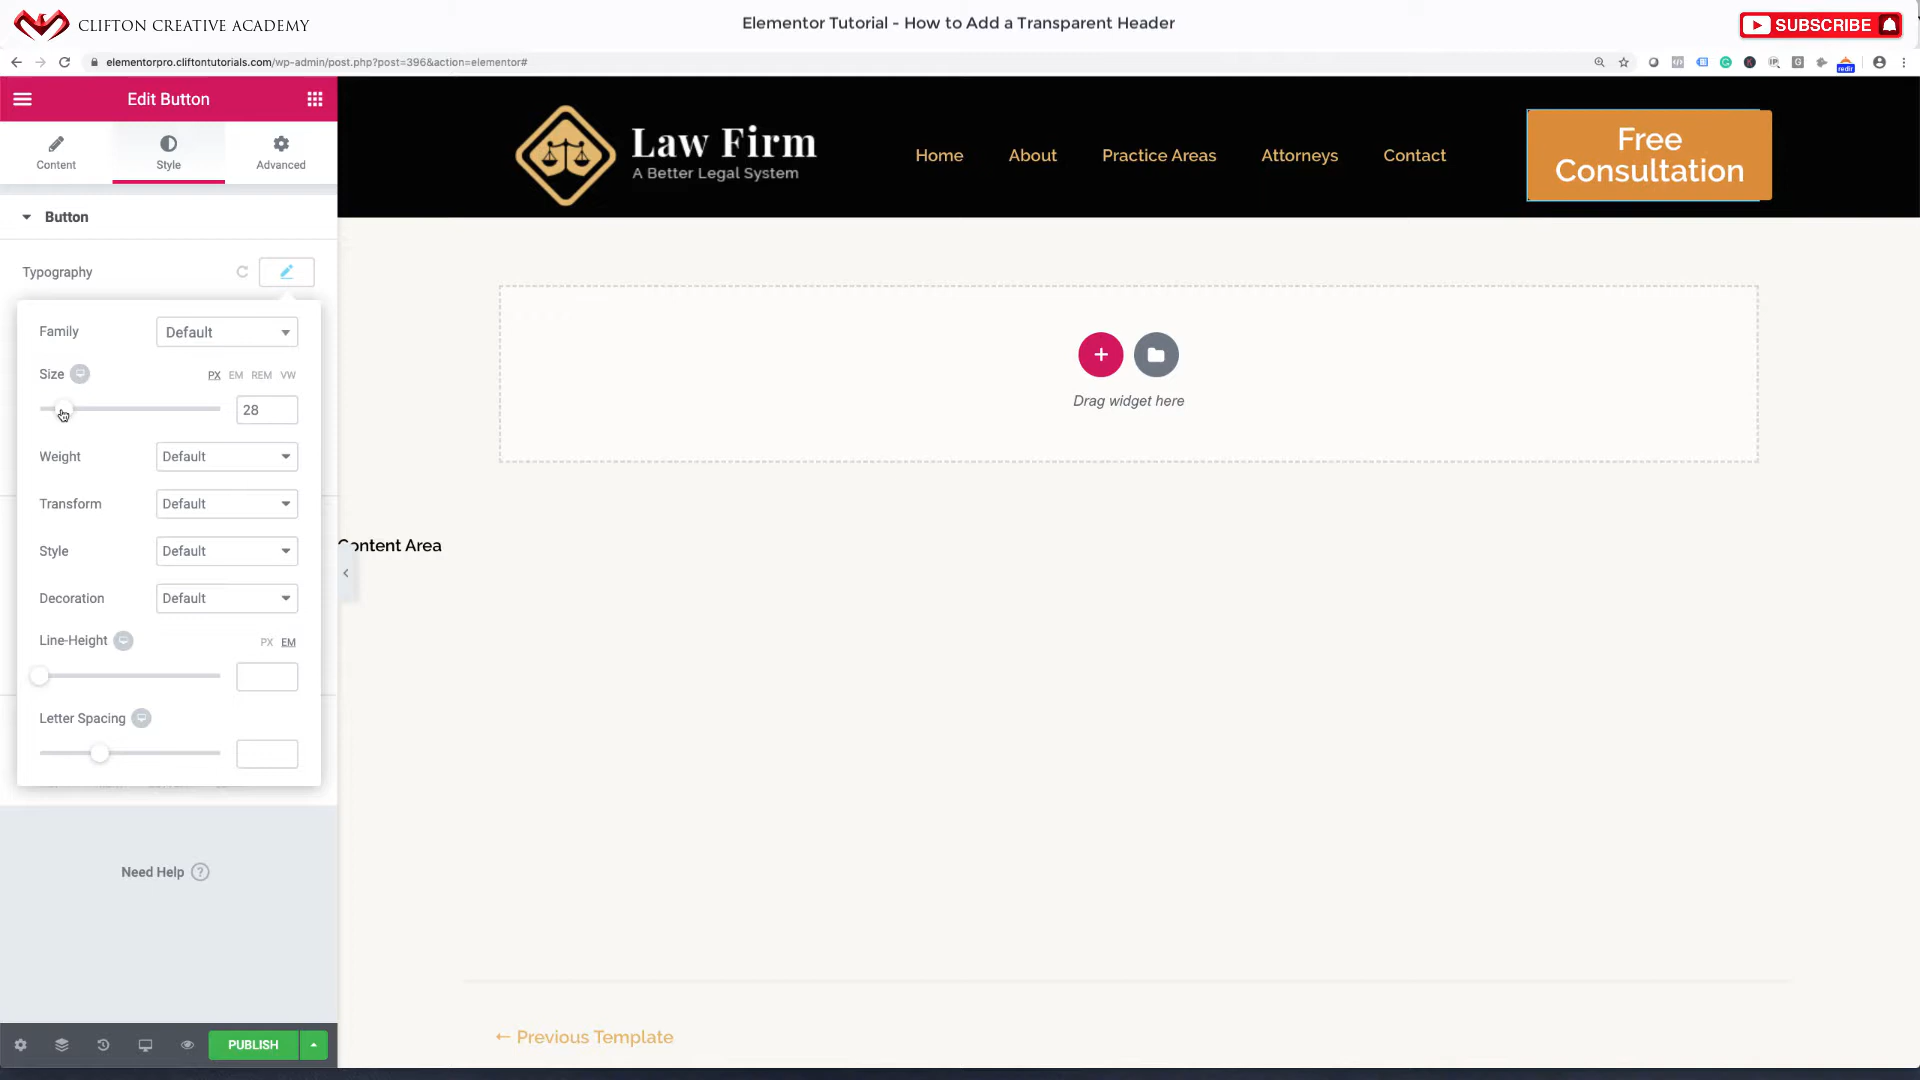 CLIFTON CREATIVE ACADEMY
Elementor Tutorial - How to Add a Transparent Header
SUBSCRIBE
elementorpro.cliftontutorials.com/wp-admin/post.php?post=396&action=elementor#
redir
Edit Button
Content
Style
Advanced
Button
Typography
Family
Default
Size
PX EM REM VW
28
Weight
Default
Transform
Default
Style
Default
Decoration
Default
Line-Height
PX EM
Letter Spacing
Need Help ?
PUBLISH
Law Firm
A Better Legal System
Home
About
Practice Areas
Attorneys
Contact
Free
Consultation
Drag widget here
Content Area
← Previous Template